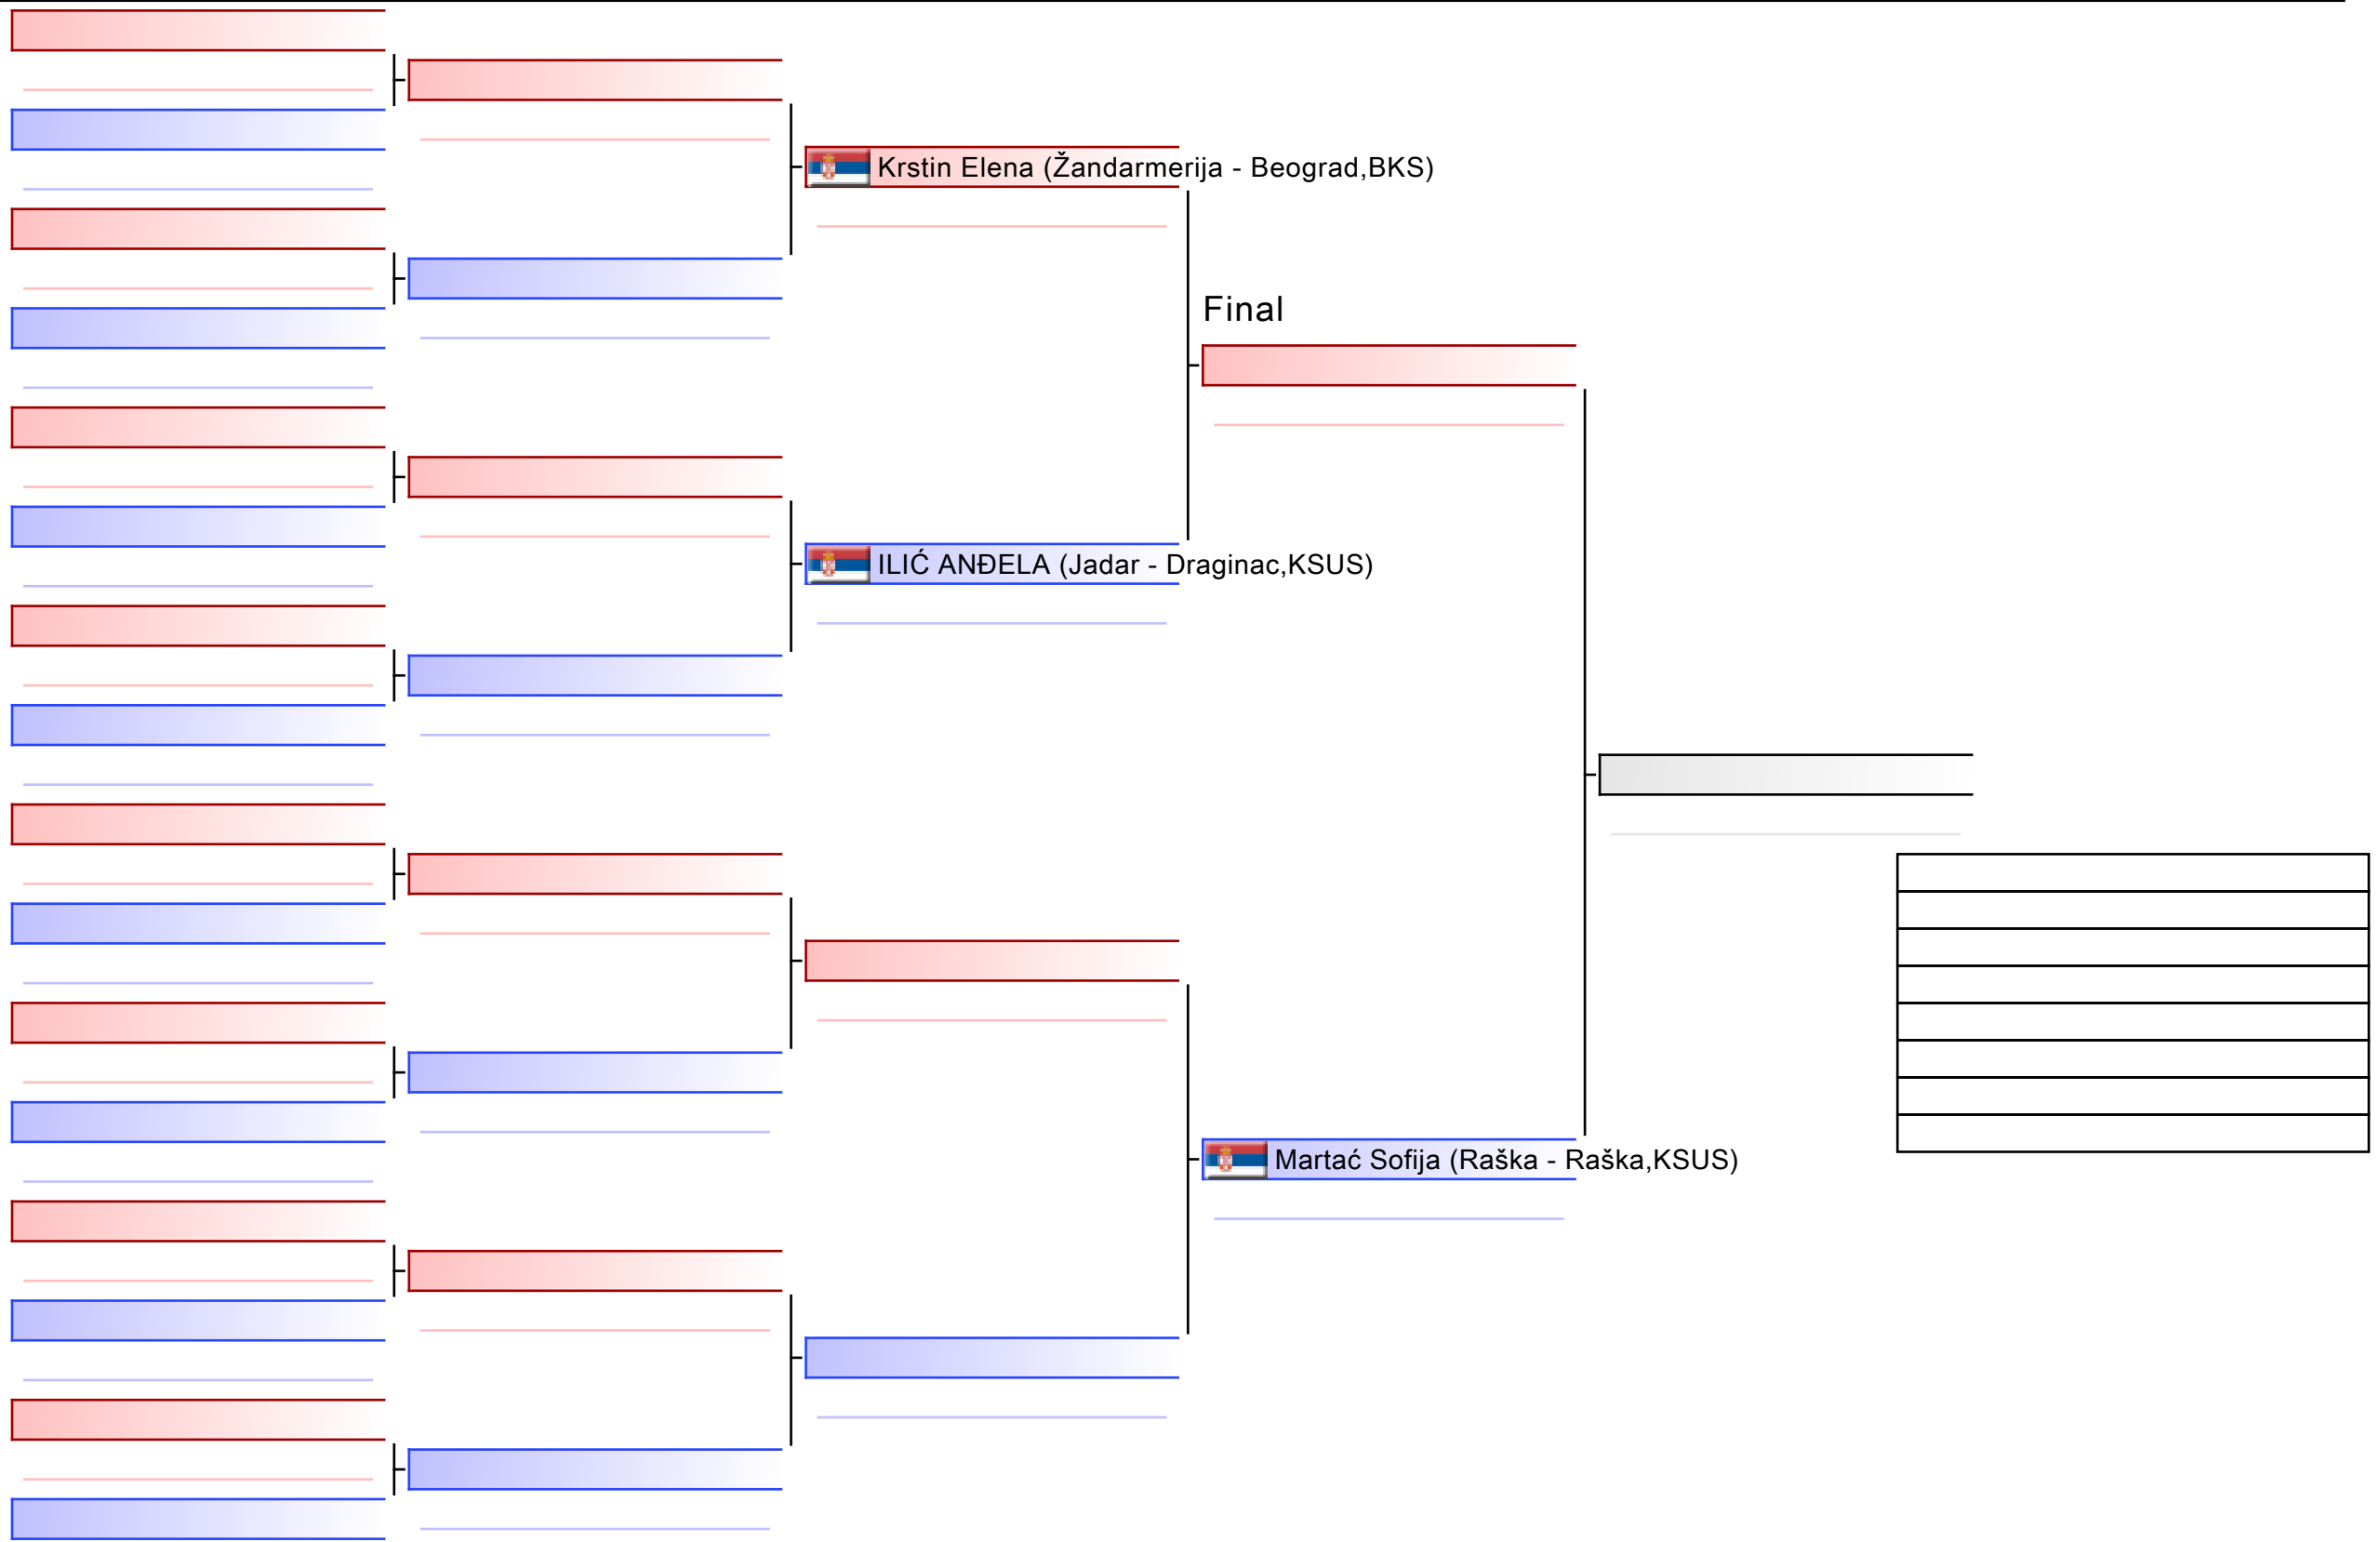 Krstin Elena (Žandarmerija - Beograd,BKS)
Final
ILIĆ ANĐELA (Jadar - Draginac,KSUS)
Martać Sofija (Raška - Raška,KSUS)